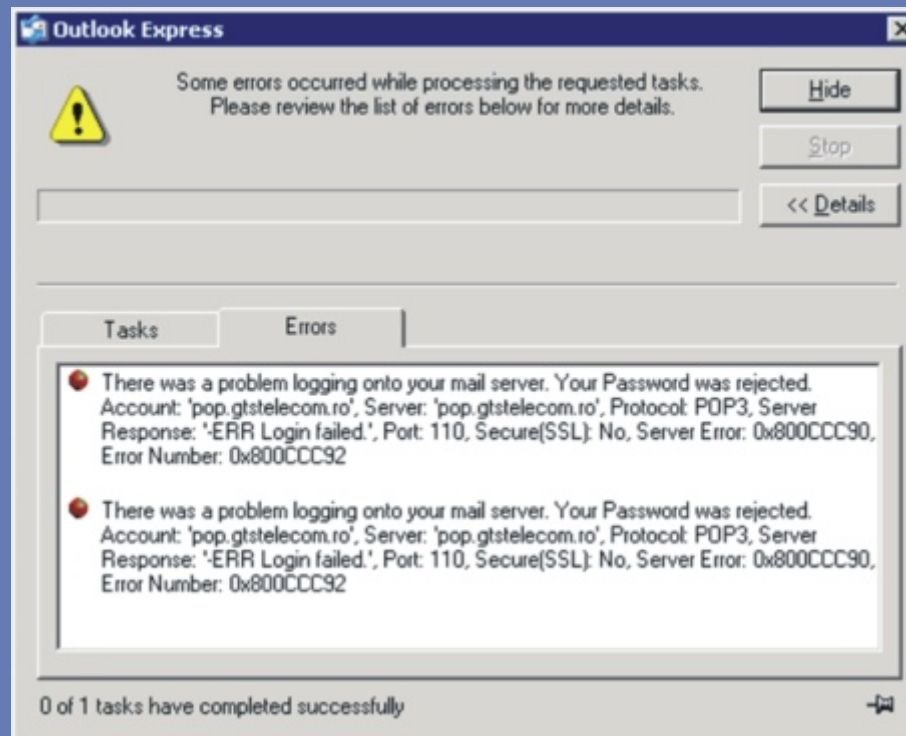 Outlook Express
Some errors occurred while processing the requested tasks.
Please review the list of errors below for more details.
Hide
Stop
<< Details
Tasks
Errors
There was a problem logging onto your mail server. Your Password was rejected.
Account: 'pop.gtstelecom.ro', Server: 'pop.gtstelecom.ro', Protocol: POP3, Server
Response: '-ERR Login failed.', Port: 110, Secure(SSL): No, Server Error: 0x800CCC90,
Error Number: 0x800CCC92
There was a problem logging onto your mail server. Your Password was rejected.
Account: 'pop.gtstelecom.ro', Server: 'pop.gtstelecom.ro', Protocol: POP3, Server
Response: '-ERR Login failed.', Port: 110, Secure(SSL): No, Server Error: 0x800CCC90,
Error Number: 0x800CCC92
0 of 1 tasks have completed successfully